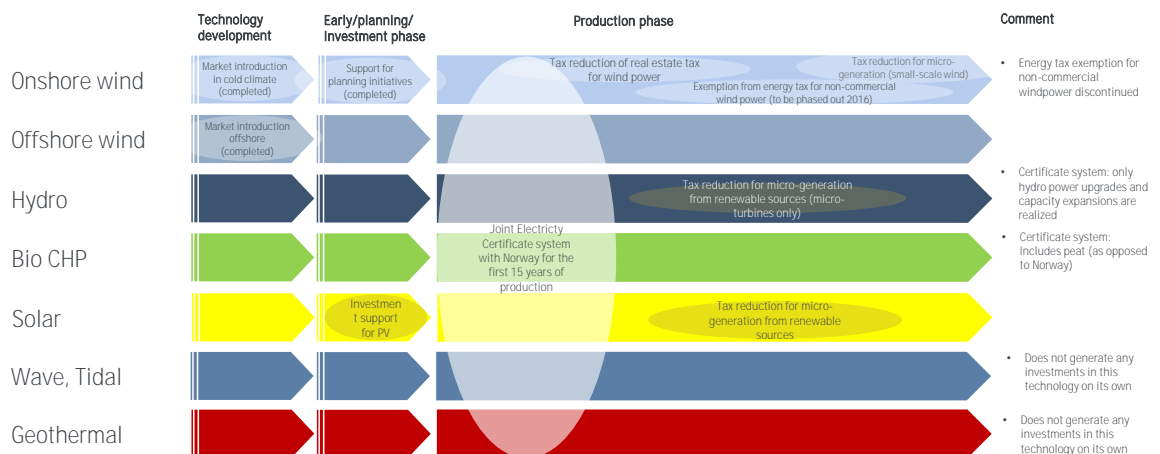 Technology
development
Early/planning/
Investment phase
Production phase
Comment
Onshore wind
Market introduction
in cold climate
(completed)
Support for
planning initiatives
(completed)
Tax reduction of real estate tax
for wind power
Tax reduction for micro-
generation (small-scale wind)
Exemption from energy tax for non-commercial
wind power (to be phased out 2016)
• Energy tax exemption for
non-commercial
windpower discontinued
Offshore wind
Market introduction
offshore
(completed)
Hydro
Tax reduction for micro-generation
from renewable sources (micro-
turbines only)
• Certificate system: only
hydro power upgrades and
capacity expansions are
realized
Bio CHP
Joint Electricty
Certificate system
with Norway for the
first 15 years of
production
• Certificate system:
Includes peat (as opposed
to Norway)
Solar
Investmen
t support
for PV
Tax reduction for micro-
generation from renewable
sources
Wave, Tidal
• Does not generate any
investments in this
technology on its own
Geothermal
• Does not generate any
investments in this
technology on its own